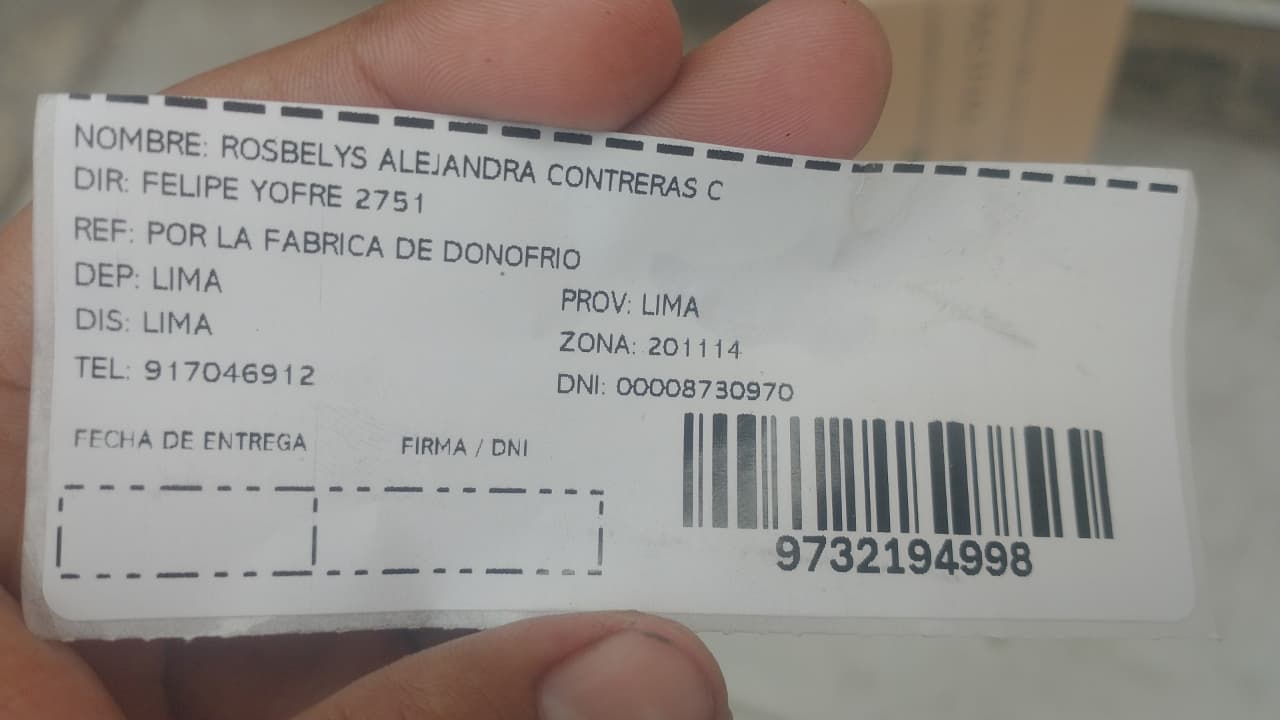 NOMBRE: ROSBELYS ALEJANDRA CONTRERAS C
DIR: FELIPE YOFRE 2751
REF: POR LA FABRICA DE DONOFRIO
DEP: LIMA
PROV: LIMA
DIS: LIMA
ZONA: 201114
TEL: 917046912
DNI: 00008730970
FECHA DE ENTREGA
FIRMA / DNI
9732194998